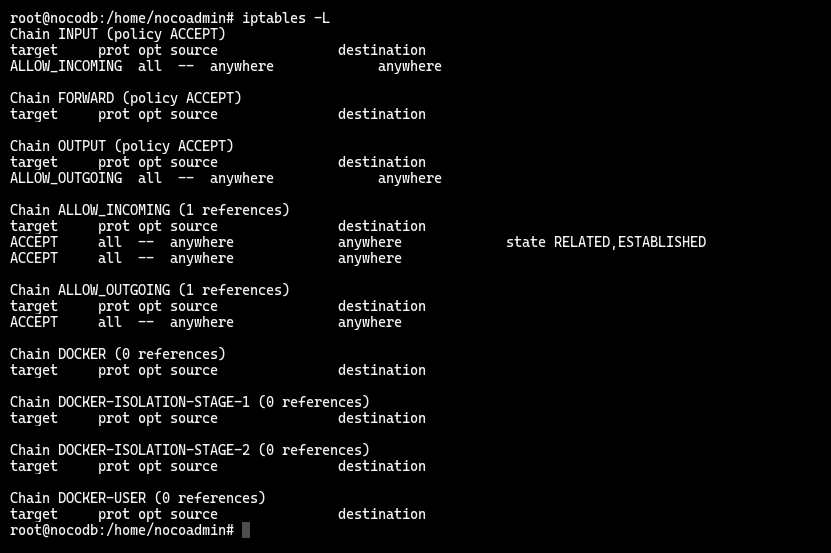 root@nocodb:/home/nocoadmin# iptables -L
Chain INPUT (policy ACCEPT)
target     prot opt source               destination
ALLOW_INCOMING  all  --  anywhere             anywhere

Chain FORWARD (policy ACCEPT)
target     prot opt source               destination

Chain OUTPUT (policy ACCEPT)
target     prot opt source               destination
ALLOW_OUTGOING  all  --  anywhere             anywhere

Chain ALLOW_INCOMING (1 references)
target     prot opt source               destination
ACCEPT     all  --  anywhere             anywhere             state RELATED,ESTABLISHED
ACCEPT     all  --  anywhere             anywhere

Chain ALLOW_OUTGOING (1 references)
target     prot opt source               destination
ACCEPT     all  --  anywhere             anywhere

Chain DOCKER (0 references)
target     prot opt source               destination

Chain DOCKER-ISOLATION-STAGE-1 (0 references)
target     prot opt source               destination

Chain DOCKER-ISOLATION-STAGE-2 (0 references)
target     prot opt source               destination

Chain DOCKER-USER (0 references)
target     prot opt source               destination
root@nocodb:/home/nocoadmin#